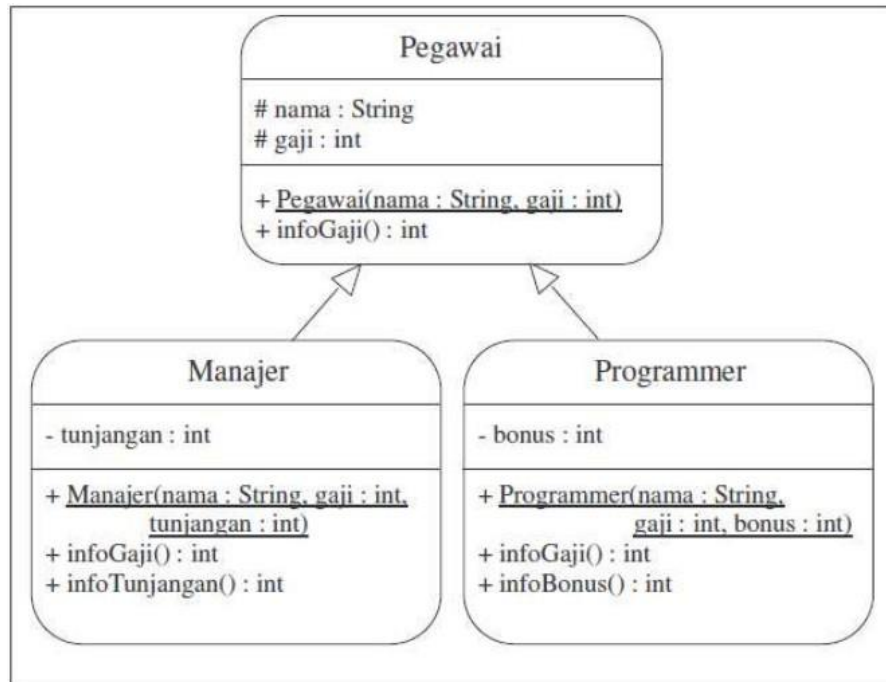 Pegawai
# nama : String
# gaji : int
+ Pegawai(nama : String, gaji : int)
+ infoGaji() : int
Manajer
- tunjangan : int
+ Manajer(nama : String, gaji : int,
tunjangan : int)
+ infoGaji() : int
+ infoTunjangan() : int
Programmer
- bonus : int
+ Programmer(nama : String,
gaji : int, bonus : int)
+ infoGaji() : int
+ infoBonus() : int